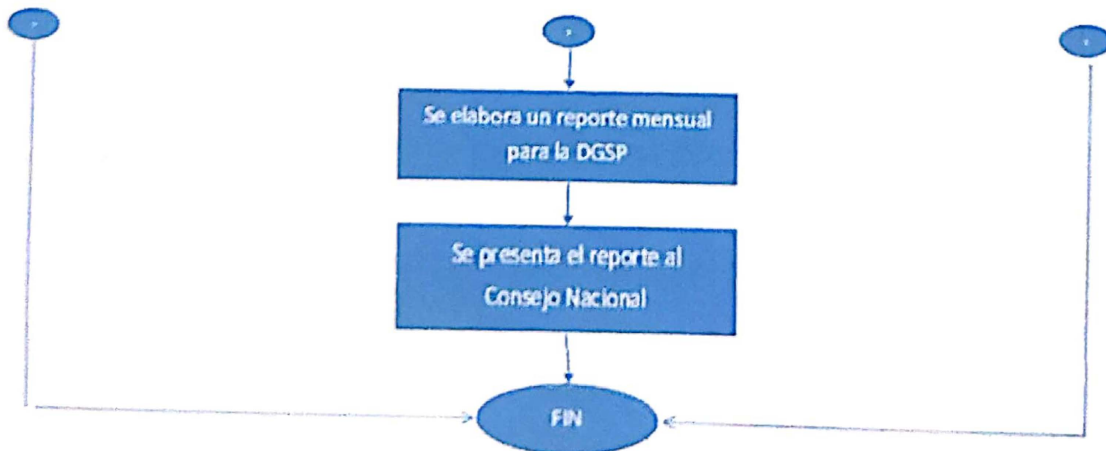 Se elabora un reporte mensual
para la DGSP
Se presenta el reporte al
Consejo Nacional
FIN